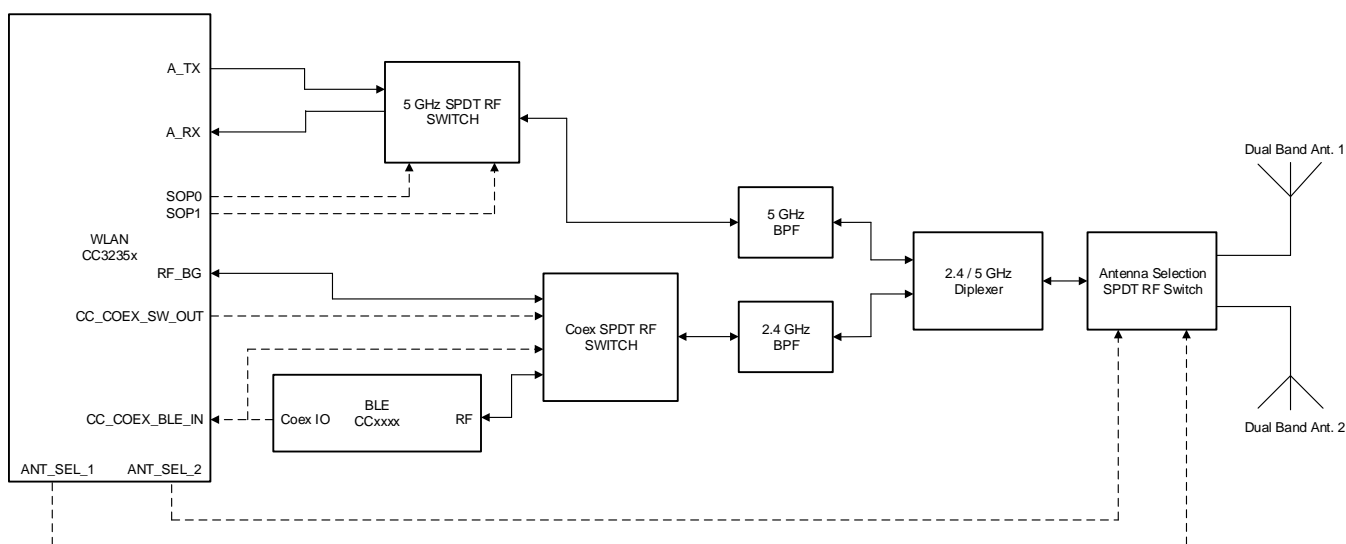 A_TX
A_RX
SOP0
SOP1
WLAN
CC3235x
RF_BG
CC_COEX_SW_OUT
CC_COEX_BLE_IN
ANT_SEL_1
ANT_SEL_2
5 GHz SPDT RF
SWITCH
Coex IO
BLE
CCxxxx
RF
Coex SPDT RF
SWITCH
5 GHz
BPF
2.4 GHz
BPF
2.4 / 5 GHz
Diplexer
Antenna Selection
SPDT RF Switch
Dual Band Ant. 1
Dual Band Ant. 2